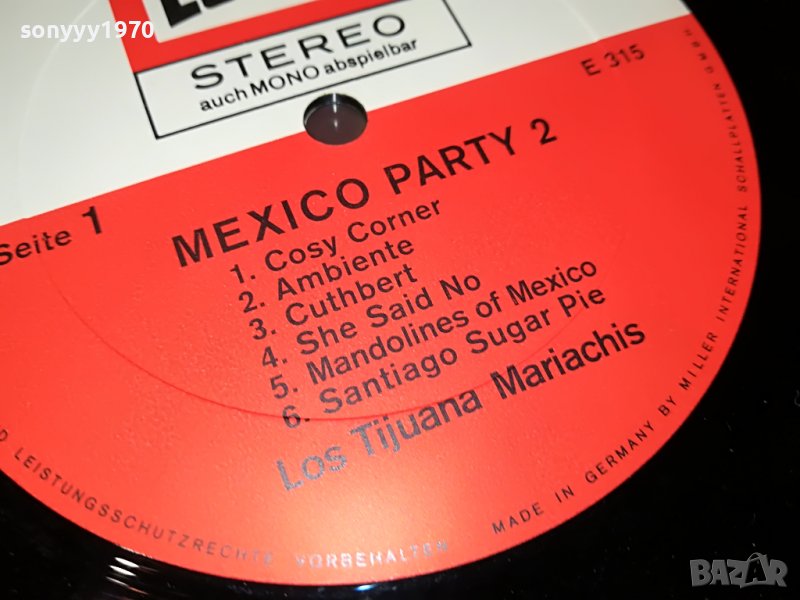 sonyyy1970
STEREO
auch MONO abspielbar
E 315
Seite 1
MEXICO PARTY 2
1. Cosy Corner
2. Ambiente
3. Cuthbert
4. She Said No
5. Mandolines of Mexico
6. Santiago Sugar Pie
Los Tijuana Mariachis
LEISTUNGSSCHUTZRECHTE VORBEHALTEN
MADE IN GERMANY BY MILLER INTERNATIONAL SCHALLPLATTEN GMBH
BAZAR